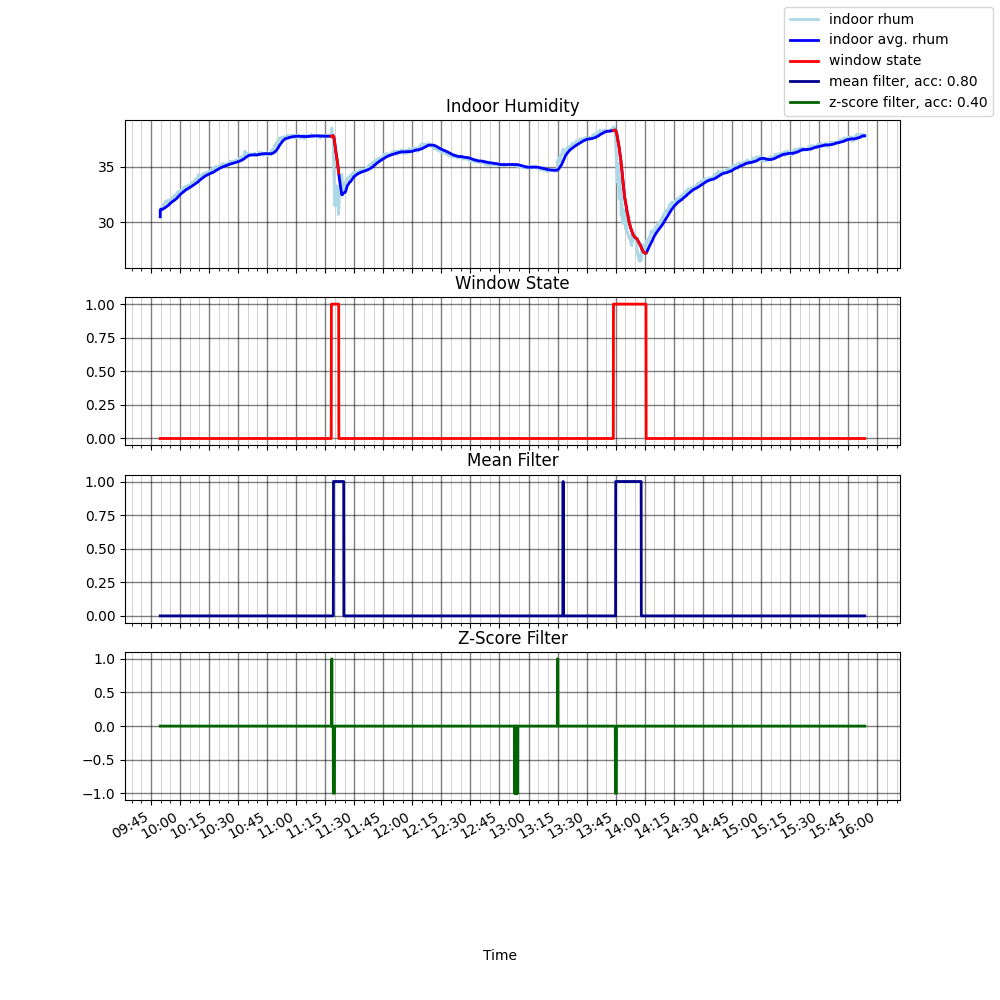 indoor rhum
indoor avg. rhum
window state
mean filter, acc: 0.80
z-score filter, acc: 0.40
Indoor Humidity
35
30
Window State
1.00
0.75
0.50
0.25
0.00
Mean Filter
1.00
0.75
0.50
0.25
0.00
Z-Score Filter
1.0
0.5
0.0
−0.5
−1.0
09:45 10:00 10:15 10:30 10:45 11:00 11:15 11:30 11:45 12:00 12:15 12:30 12:45 13:00 13:15 13:30 13:45 14:00 14:15 14:30 14:45 15:00 15:15 15:30 15:45 16:00
Time